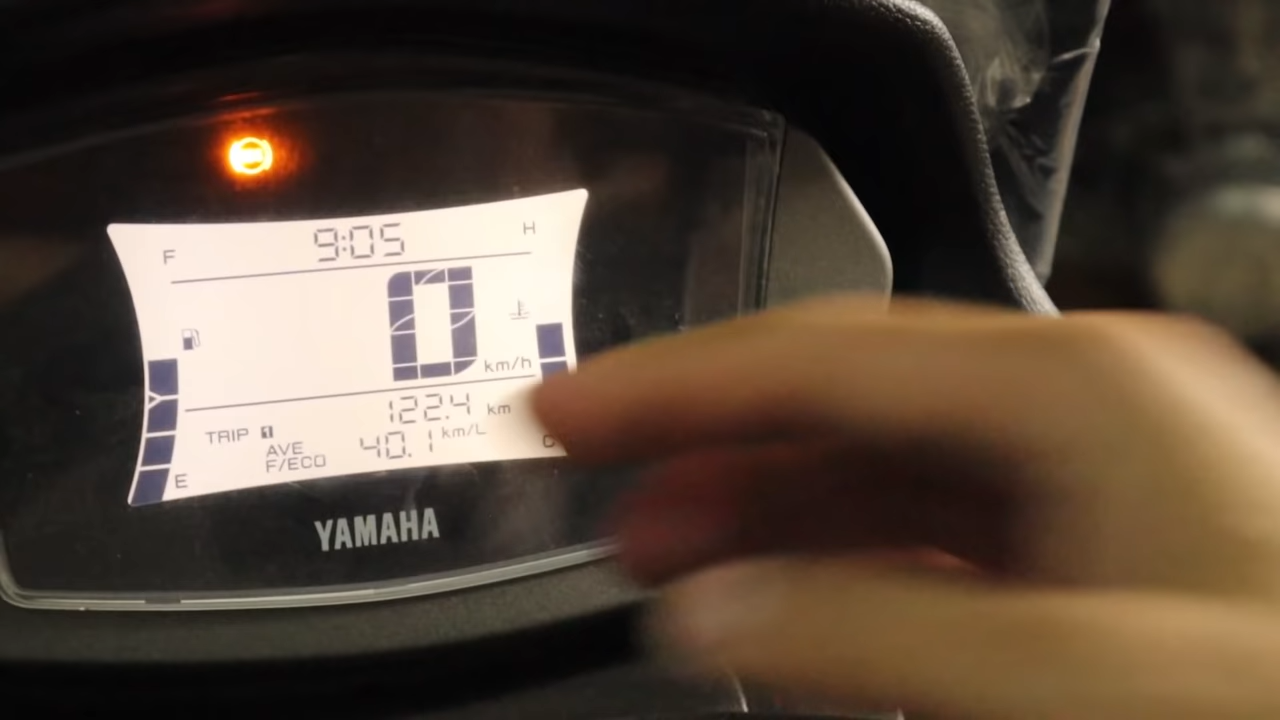 9:05
F
H
0
km/h
TRIP 1
122.4 km
AVE
F/ECO
40.1 km/L
E
C
YAMAHA